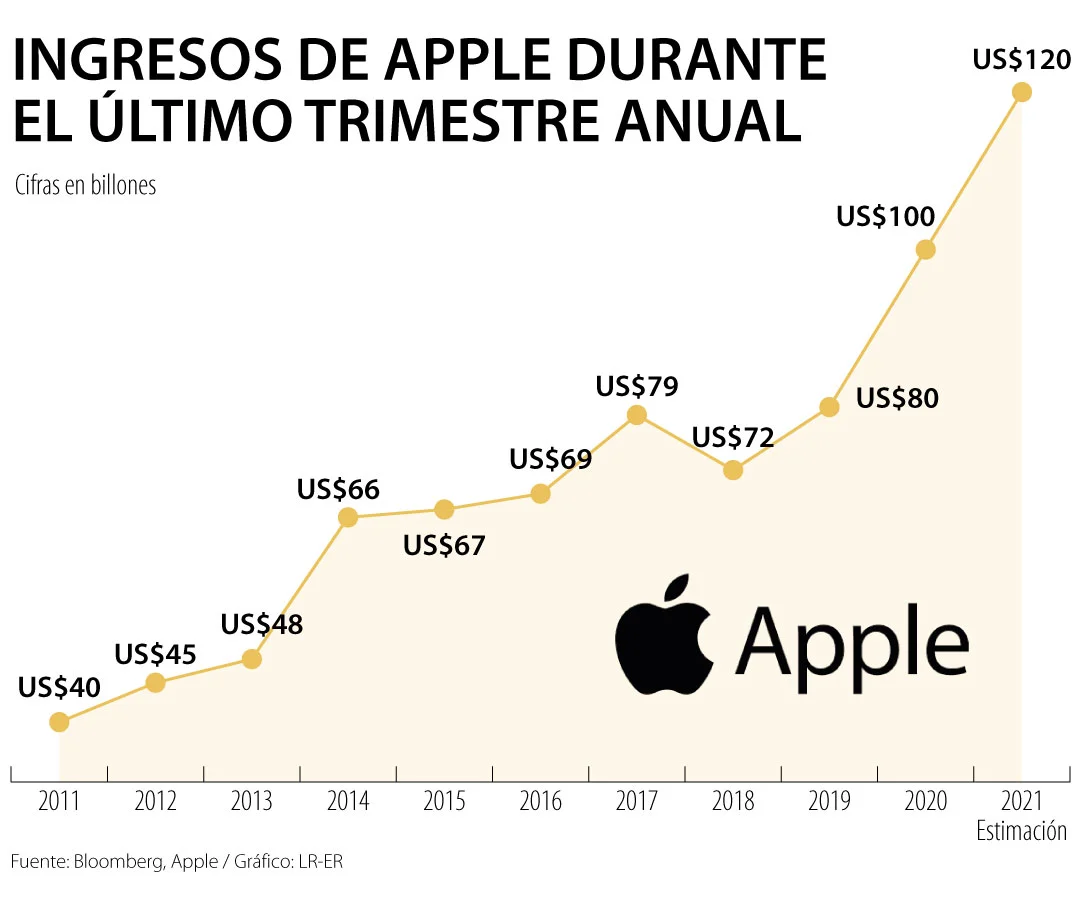 INGRESOS DE APPLE DURANTE
EL ÚLTIMO TRIMESTRE ANUAL
Cifras en billones
US$40
US$45
US$48
US$66
US$67
US$69
US$79
US$72
US$80
US$100
US$120
Apple
2011
2012
2013
2014
2015
2016
2017
2018
2019
2020
2021
Estimación
Fuente: Bloomberg, Apple / Gráfico: LR-ER